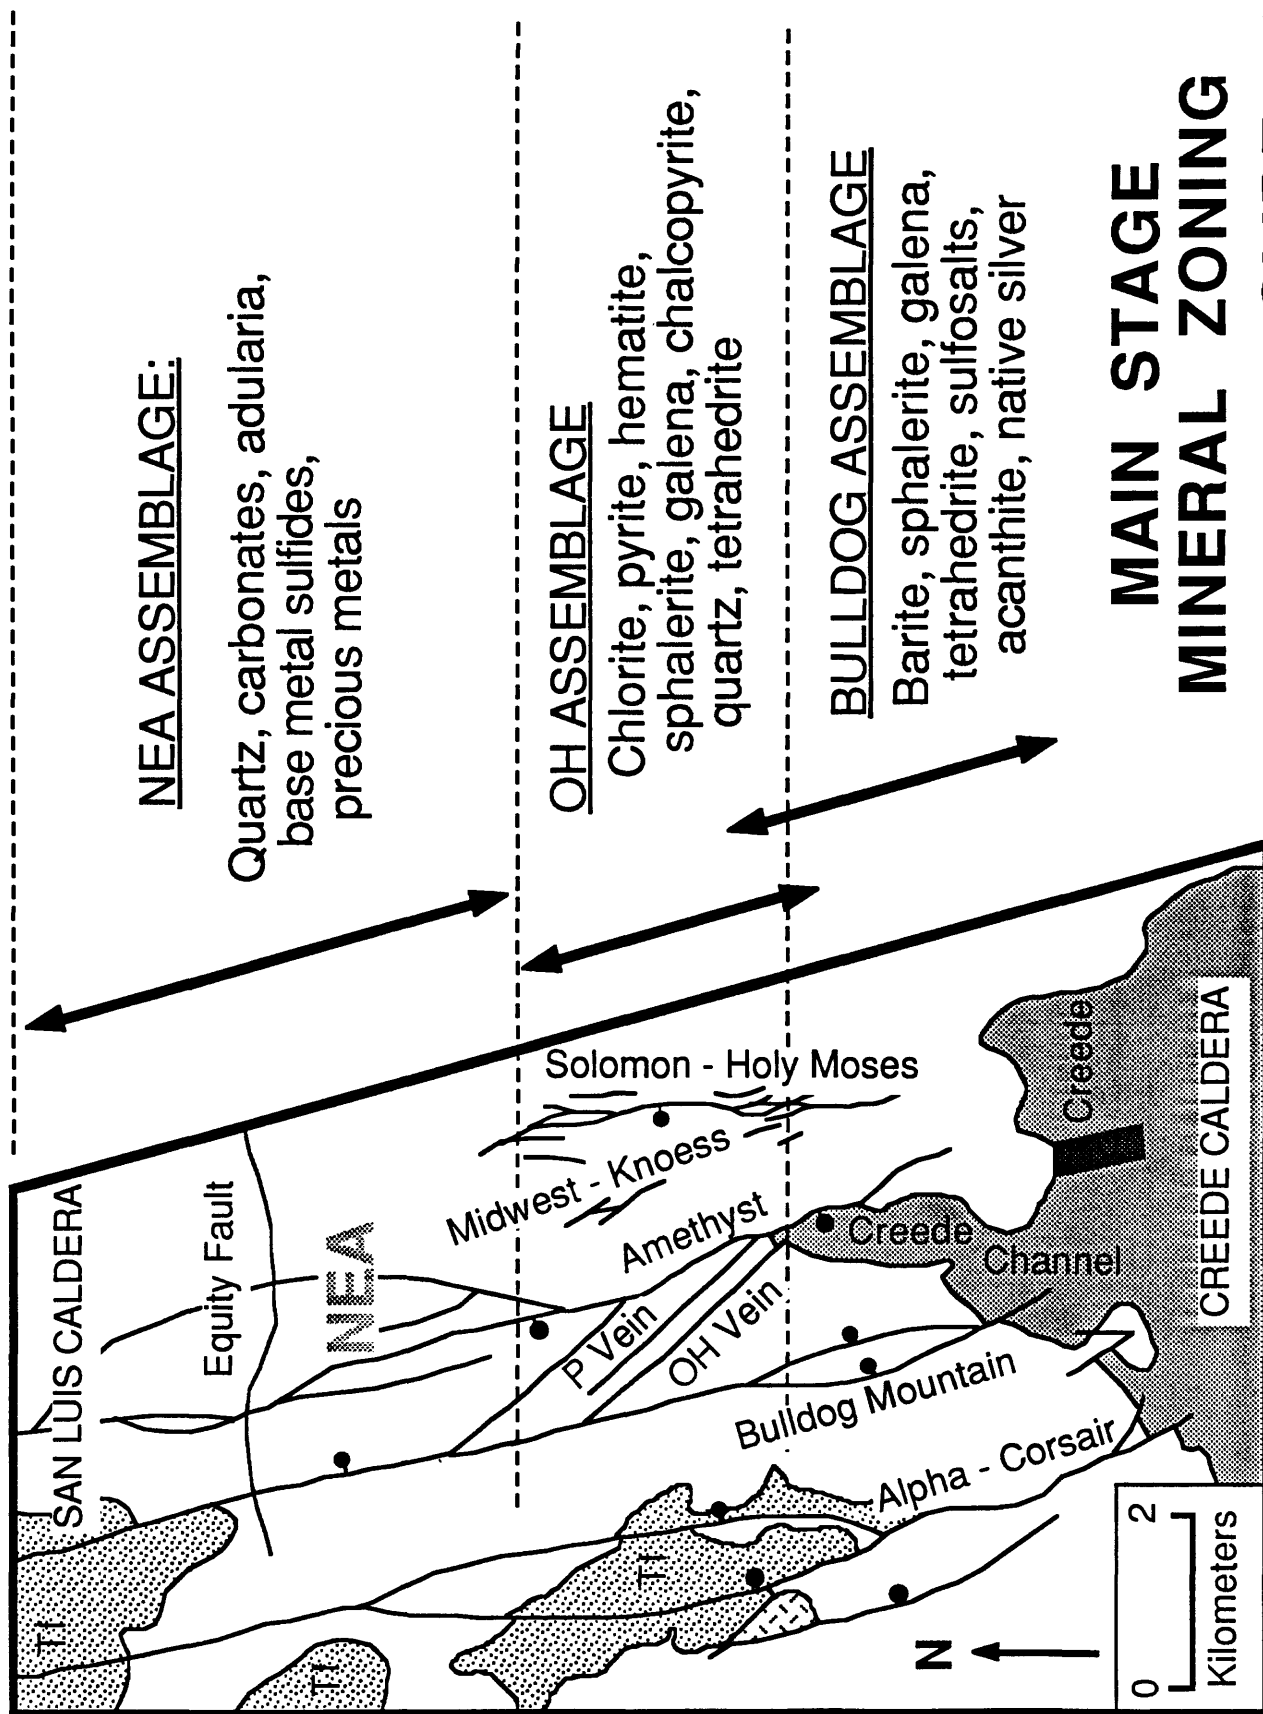 SAN LUIS CALDERA
Equity Fault
NEA
Midwest - Knoess
Solomon - Holy Moses
Amethyst
P Vein
OH Vein
Bulldog Mountain
Alpha - Corsair
Creede
Channel
Creede
CREEDE CALDERA
Tl
Tl
Tl
N
0 2
Kilometers
NEA ASSEMBLAGE:
Quartz, carbonates, adularia,
base metal sulfides,
precious metals
OH ASSEMBLAGE
Chlorite, pyrite, hematite,
sphalerite, galena, chalcopyrite,
quartz, tetrahedrite
BULLDOG ASSEMBLAGE
Barite, sphalerite, galena,
tetrahedrite, sulfosalts,
acanthite, native silver
MAIN STAGE
MINERAL ZONING